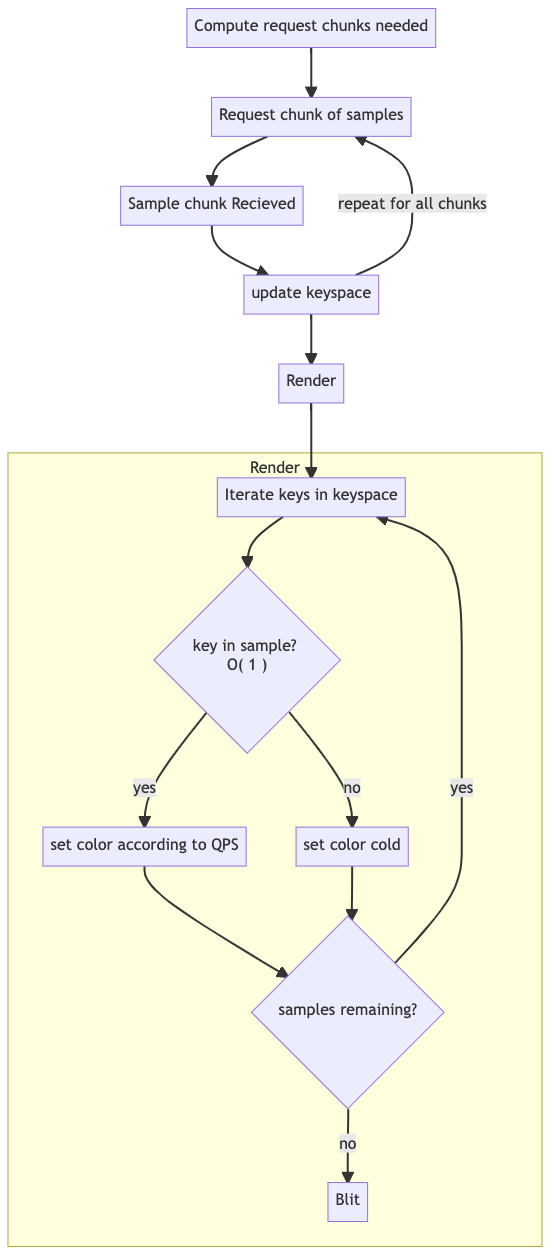 Compute request chunks needed
Request chunk of samples
Sample chunk Recieved
repeat for all chunks
update keyspace
Render
Render
Iterate keys in keyspace
key in sample?
O( 1 )
yes
no
yes
set color according to QPS
set color cold
samples remaining?
no
Blit